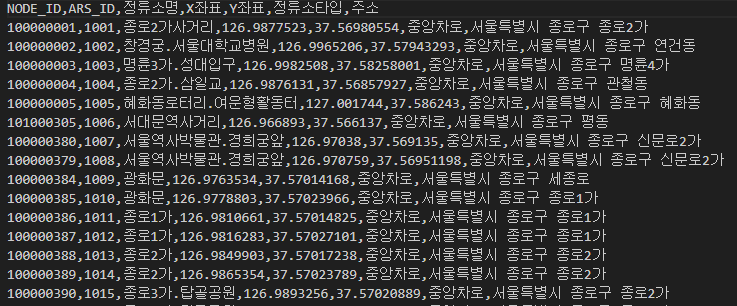 NODE_ID,ARS_ID,정류소명,X좌표,Y좌표,정류소타입,주소
100000001,1001,종로2가사거리,126.9877523,37.56980554,중앙차로,서울특별시 종로구 종로2가
100000002,1002,창경궁.서울대학교병원,126.9965206,37.57943293,중앙차로,서울특별시 종로구 연건동
100000003,1003,명륜3가.성대입구,126.9982508,37.58258001,중앙차로,서울특별시 종로구 명륜4가
100000004,1004,종로2가.삼일교,126.9876131,37.56857927,중앙차로,서울특별시 종로구 관철동
100000005,1005,혜화동로터리.여운형활동터,127.001744,37.586243,중앙차로,서울특별시 종로구 혜화동
101000305,1006,서대문역사거리,126.966893,37.566137,중앙차로,서울특별시 종로구 평동
100000380,1007,서울역사박물관.경희궁앞,126.97038,37.569135,중앙차로,서울특별시 종로구 신문로2가
100000379,1008,서울역사박물관.경희궁앞,126.970759,37.56951198,중앙차로,서울특별시 종로구 신문로2가
100000384,1009,광화문,126.9763534,37.57014168,중앙차로,서울특별시 종로구 세종로
100000385,1010,광화문,126.9778803,37.57023966,중앙차로,서울특별시 종로구 종로1가
100000386,1011,종로1가,126.9810661,37.57014825,중앙차로,서울특별시 종로구 종로1가
100000387,1012,종로1가,126.9816283,37.57027101,중앙차로,서울특별시 종로구 종로1가
100000388,1013,종로2가,126.9849903,37.57017238,중앙차로,서울특별시 종로구 종로2가
100000389,1014,종로2가,126.9865354,37.57023789,중앙차로,서울특별시 종로구 종로2가
100000390,1015,종로3가.탑골공원,126.9893256,37.57020889,중앙차로,서울특별시 종로구 종로2가